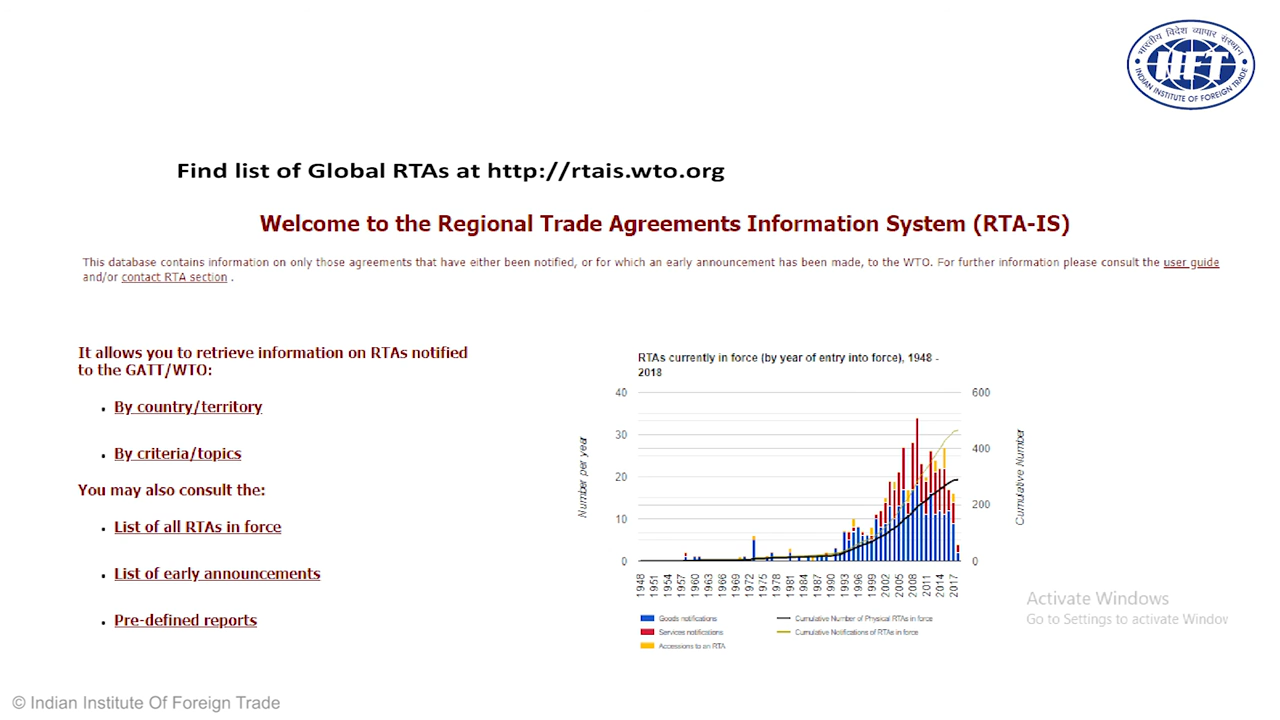 भारतीय विदेश व्यापार संस्थान
IIFT
INDIAN INSTITUTE OF FOREIGN TRADE
Find list of Global RTAs at http://rtais.wto.org
Welcome to the Regional Trade Agreements Information System (RTA-IS)
This database contains information on only those agreements that have either been notified, or for which an early announcement has been made, to the WTO. For further information please consult the user guide
and/or contact RTA section .
It allows you to retrieve information on RTAs notified
to the GATT/WTO:
• By country/territory
• By criteria/topics
You may also consult the:
• List of all RTAs in force
• List of early announcements
• Pre-defined reports
RTAs currently in force (by year of entry into force), 1948 -
2018
40 600
30 400
20
200
10
0 0
Number per year
Cumulative Number
1948 1951 1954 1957 1960 1963 1966 1969 1972 1975 1978 1981 1984 1987 1990 1993 1996 1999 2002 2005 2008 2011 2014 2017
Goods notifications
Services notifications
Accessions to an RTA
Cumulative Number of Physical RTAs in force
Cumulative Notifications of RTAs in force
Activate Windows
Go to Settings to activate Window
© Indian Institute Of Foreign Trade